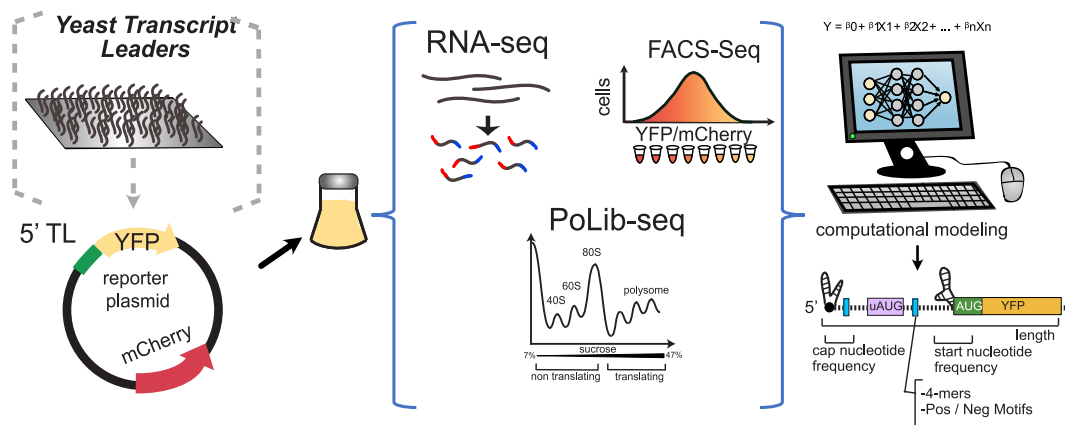 Yeast Transcript
Leaders
5' TL
YFP
reporter
plasmid
mCherry
RNA-seq
FACS-Seq
cells
YFP/mCherry
PoLib-seq
40S
60S
80S
polysome
7%
sucrose
47%
non translating
translating
Y = β0+ β1X1+ β2X2+ ... + βnXn
computational modeling
5'
uAUG
AUG
YFP
length
cap nucleotide
frequency
start nucleotide
frequency
-4-mers
-Pos / Neg Motifs